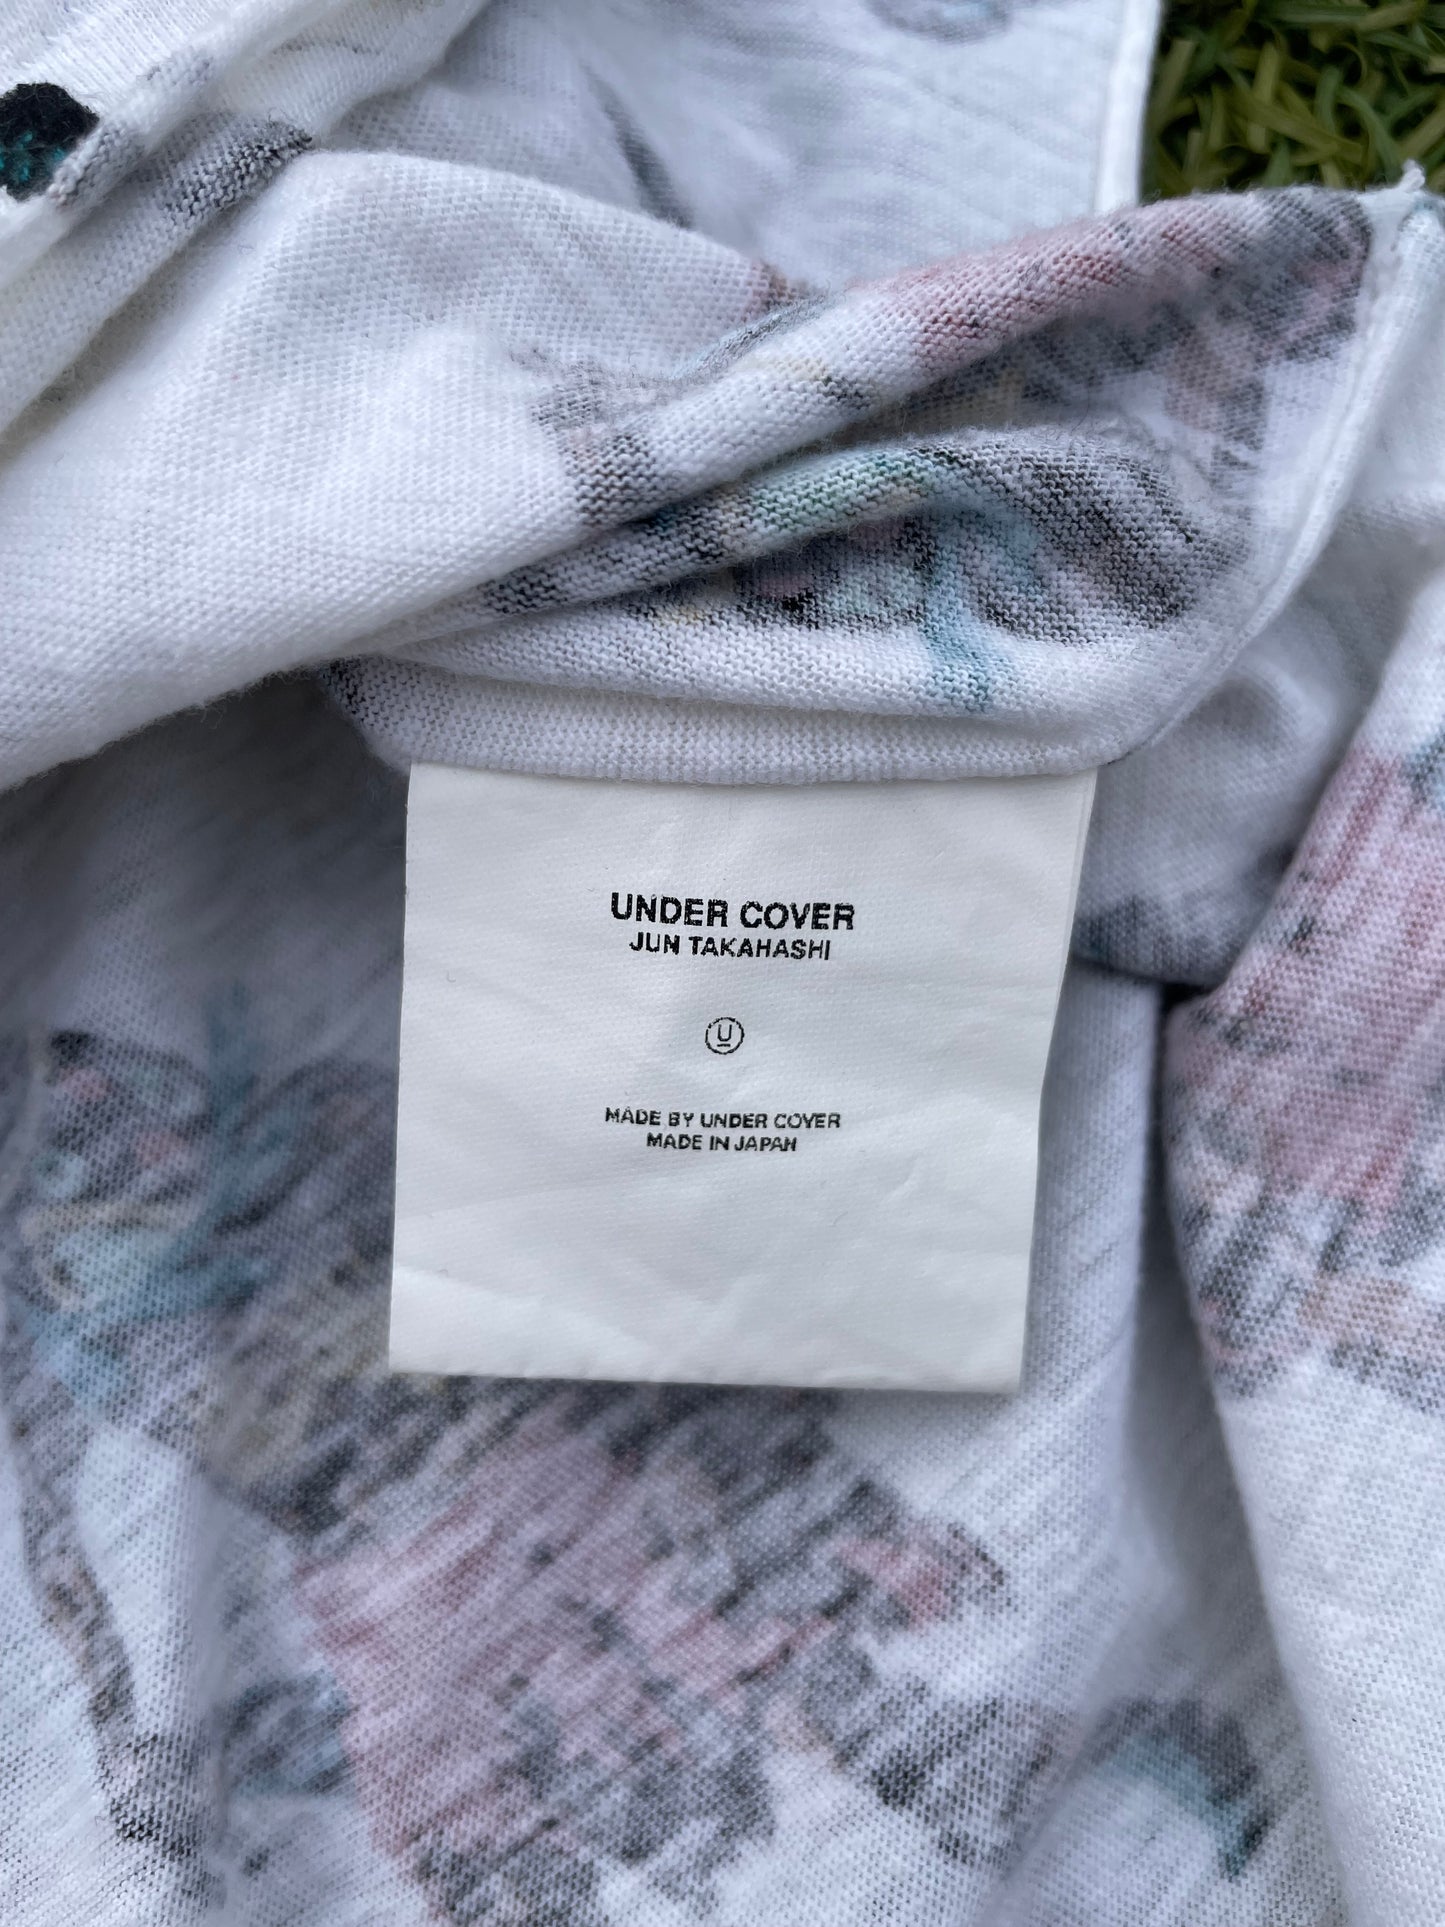 UNDER COVER
JUN TAKAHASHI
U
MADE BY UNDER COVER
MADE IN JAPAN